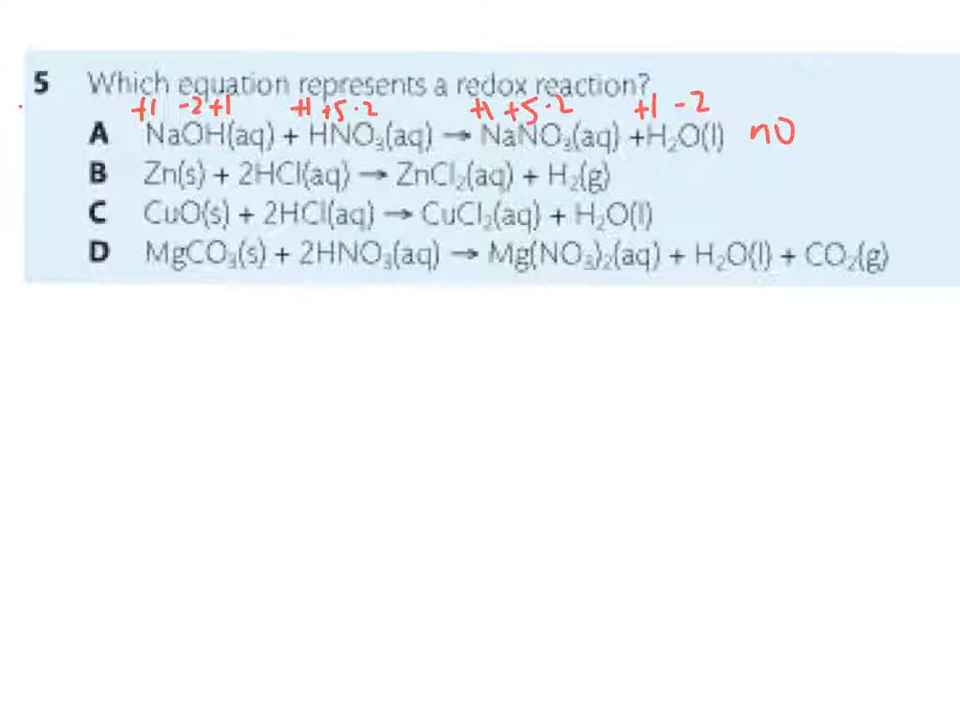 5 Which equation represents a redox reaction?
+1 -2 +1 +1 +5 -2 +1 +5 -2 +1 -2
A NaOH(aq) + HNO₃(aq) → NaNO₃(aq) + H₂O(l) no
B Zn(s) + 2HCl(aq) → ZnCl₂(aq) + H₂(g)
C CuO(s) + 2HCl(aq) → CuCl₂(aq) + H₂O(l)
D MgCO₃(s) + 2HNO₃(aq) → Mg(NO₃)₂(aq) + H₂O(l) + CO₂(g)